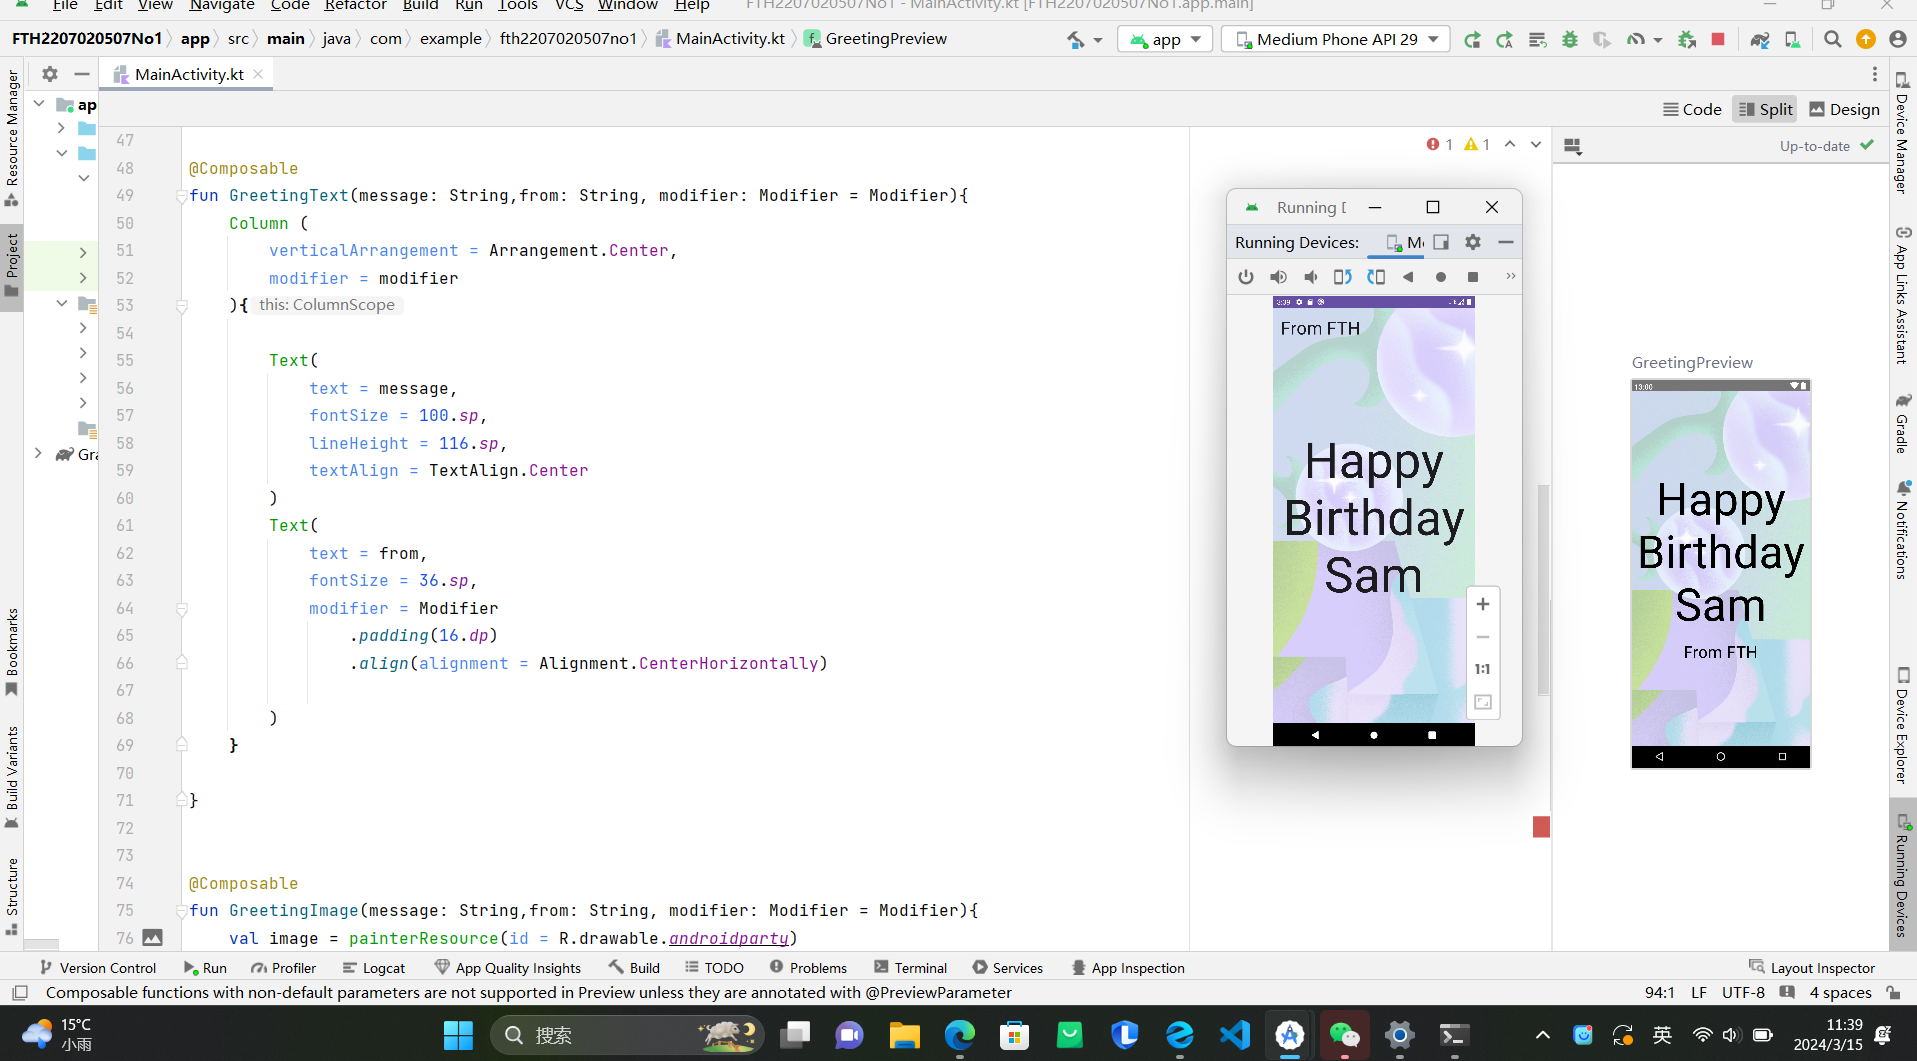 File Edit View Navigate Code Refactor Build Run Tools VCS Window Help FTH2207020507No1 - MainActivity.kt [FTH2207020507No1.app.main]
FTH2207020507No1 app src main java com example fth2207020507no1 MainActivity.kt GreetingPreview app Medium Phone API 29
MainActivity.kt
Code Split Design
Resource Manager
Project
Bookmarks
Build Variants
Structure
ap
Gra
1 1
Up-to-date
47
48 @Composable
49 fun GreetingText(message: String,from: String, modifier: Modifier = Modifier){
50 Column (
51 verticalArrangement = Arrangement.Center,
52 modifier = modifier
53 ){ this: ColumnScope
54
55 Text(
56 text = message,
57 fontSize = 100.sp,
58 lineHeight = 116.sp,
59 textAlign = TextAlign.Center
60 )
61 Text(
62 text = from,
63 fontSize = 36.sp,
64 modifier = Modifier
65 .padding(16.dp)
66 .align(alignment = Alignment.CenterHorizontally)
67
68 )
69 }
70
71 }
72
73
74 @Composable
75 fun GreetingImage(message: String,from: String, modifier: Modifier = Modifier){
76 val image = painterResource(id = R.drawable.androidparty)
Running [
Running Devices: Me
3:39
From FTH
Happy
Birthday
Sam
1:1
GreetingPreview
13:00
Happy
Birthday
Sam
From FTH
Device Manager
App Links Assistant
Gradle
Notifications
Device Explorer
Running Devices
Version Control Run Profiler Logcat App Quality Insights Build TODO Problems Terminal Services App Inspection Layout Inspector
Composable functions with non-default parameters are not supported in Preview unless they are annotated with @PreviewParameter 94:1 LF UTF-8 4 spaces
15°C
小雨
搜索
英
11:39
2024/3/15